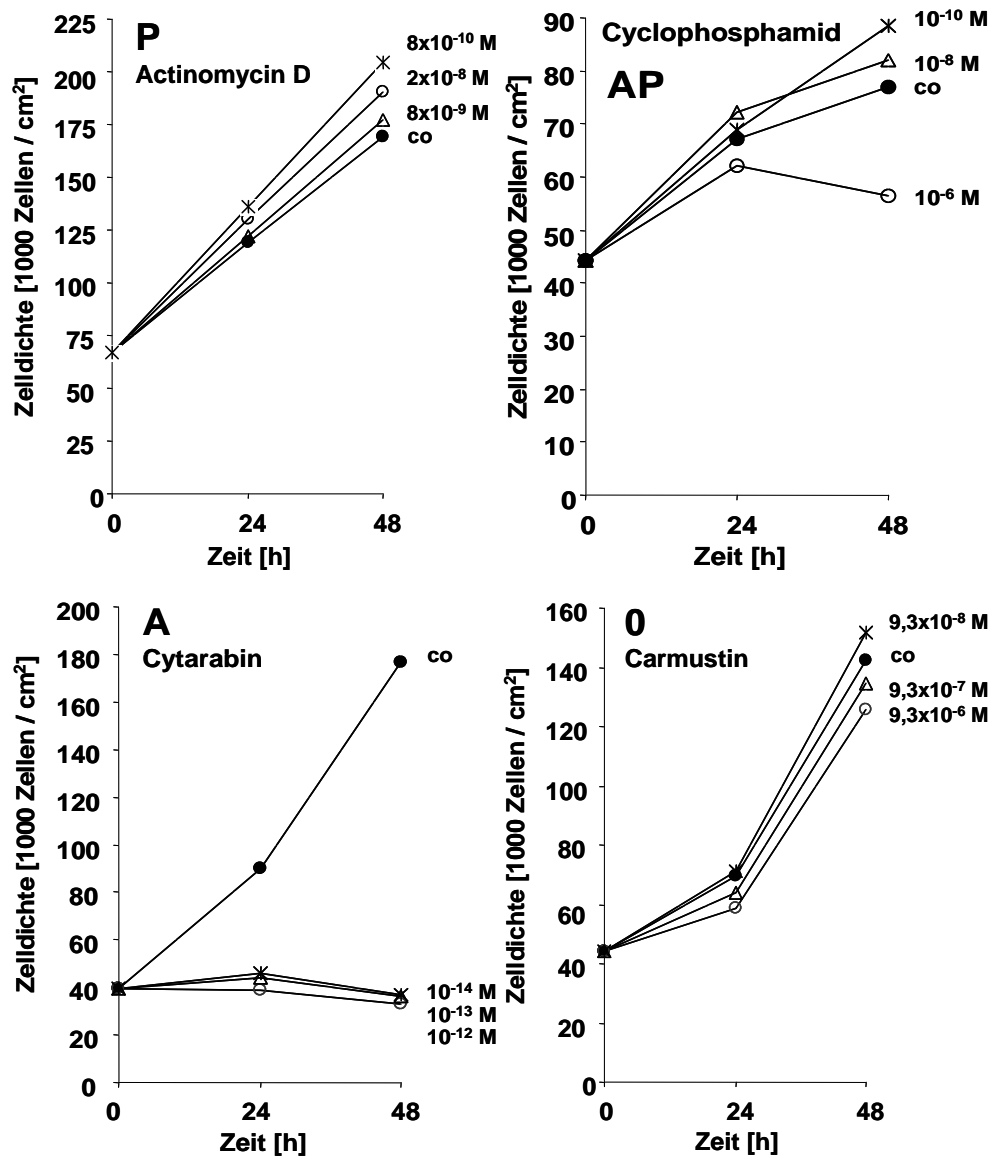 P
Actinomycin D
Zelldichte [1000 Zellen / cm²]
225
200
175
150
125
100
75
50
25
0
8x10⁻¹⁰ M
2x10⁻⁸ M
8x10⁻⁹ M
co
0 24 48
Zeit [h]
Cyclophosphamid
AP
Zelldichte [1000 Zellen / cm²]
90
80
70
60
50
40
30
20
10
0
10⁻¹⁰ M
10⁻⁸ M
co
10⁻⁶ M
0 24 48
Zeit [h]
A
Cytarabin
Zelldichte [1000 Zellen / cm²]
200
180
160
140
120
100
80
60
40
20
0
co
10⁻¹⁴ M
10⁻¹³ M
10⁻¹² M
0 24 48
Zeit [h]
0
Carmustin
Zelldichte [1000 Zellen / cm²]
160
140
120
100
80
60
40
20
0
9,3x10⁻⁸ M
co
9,3x10⁻⁷ M
9,3x10⁻⁶ M
0 24 48
Zeit [h]